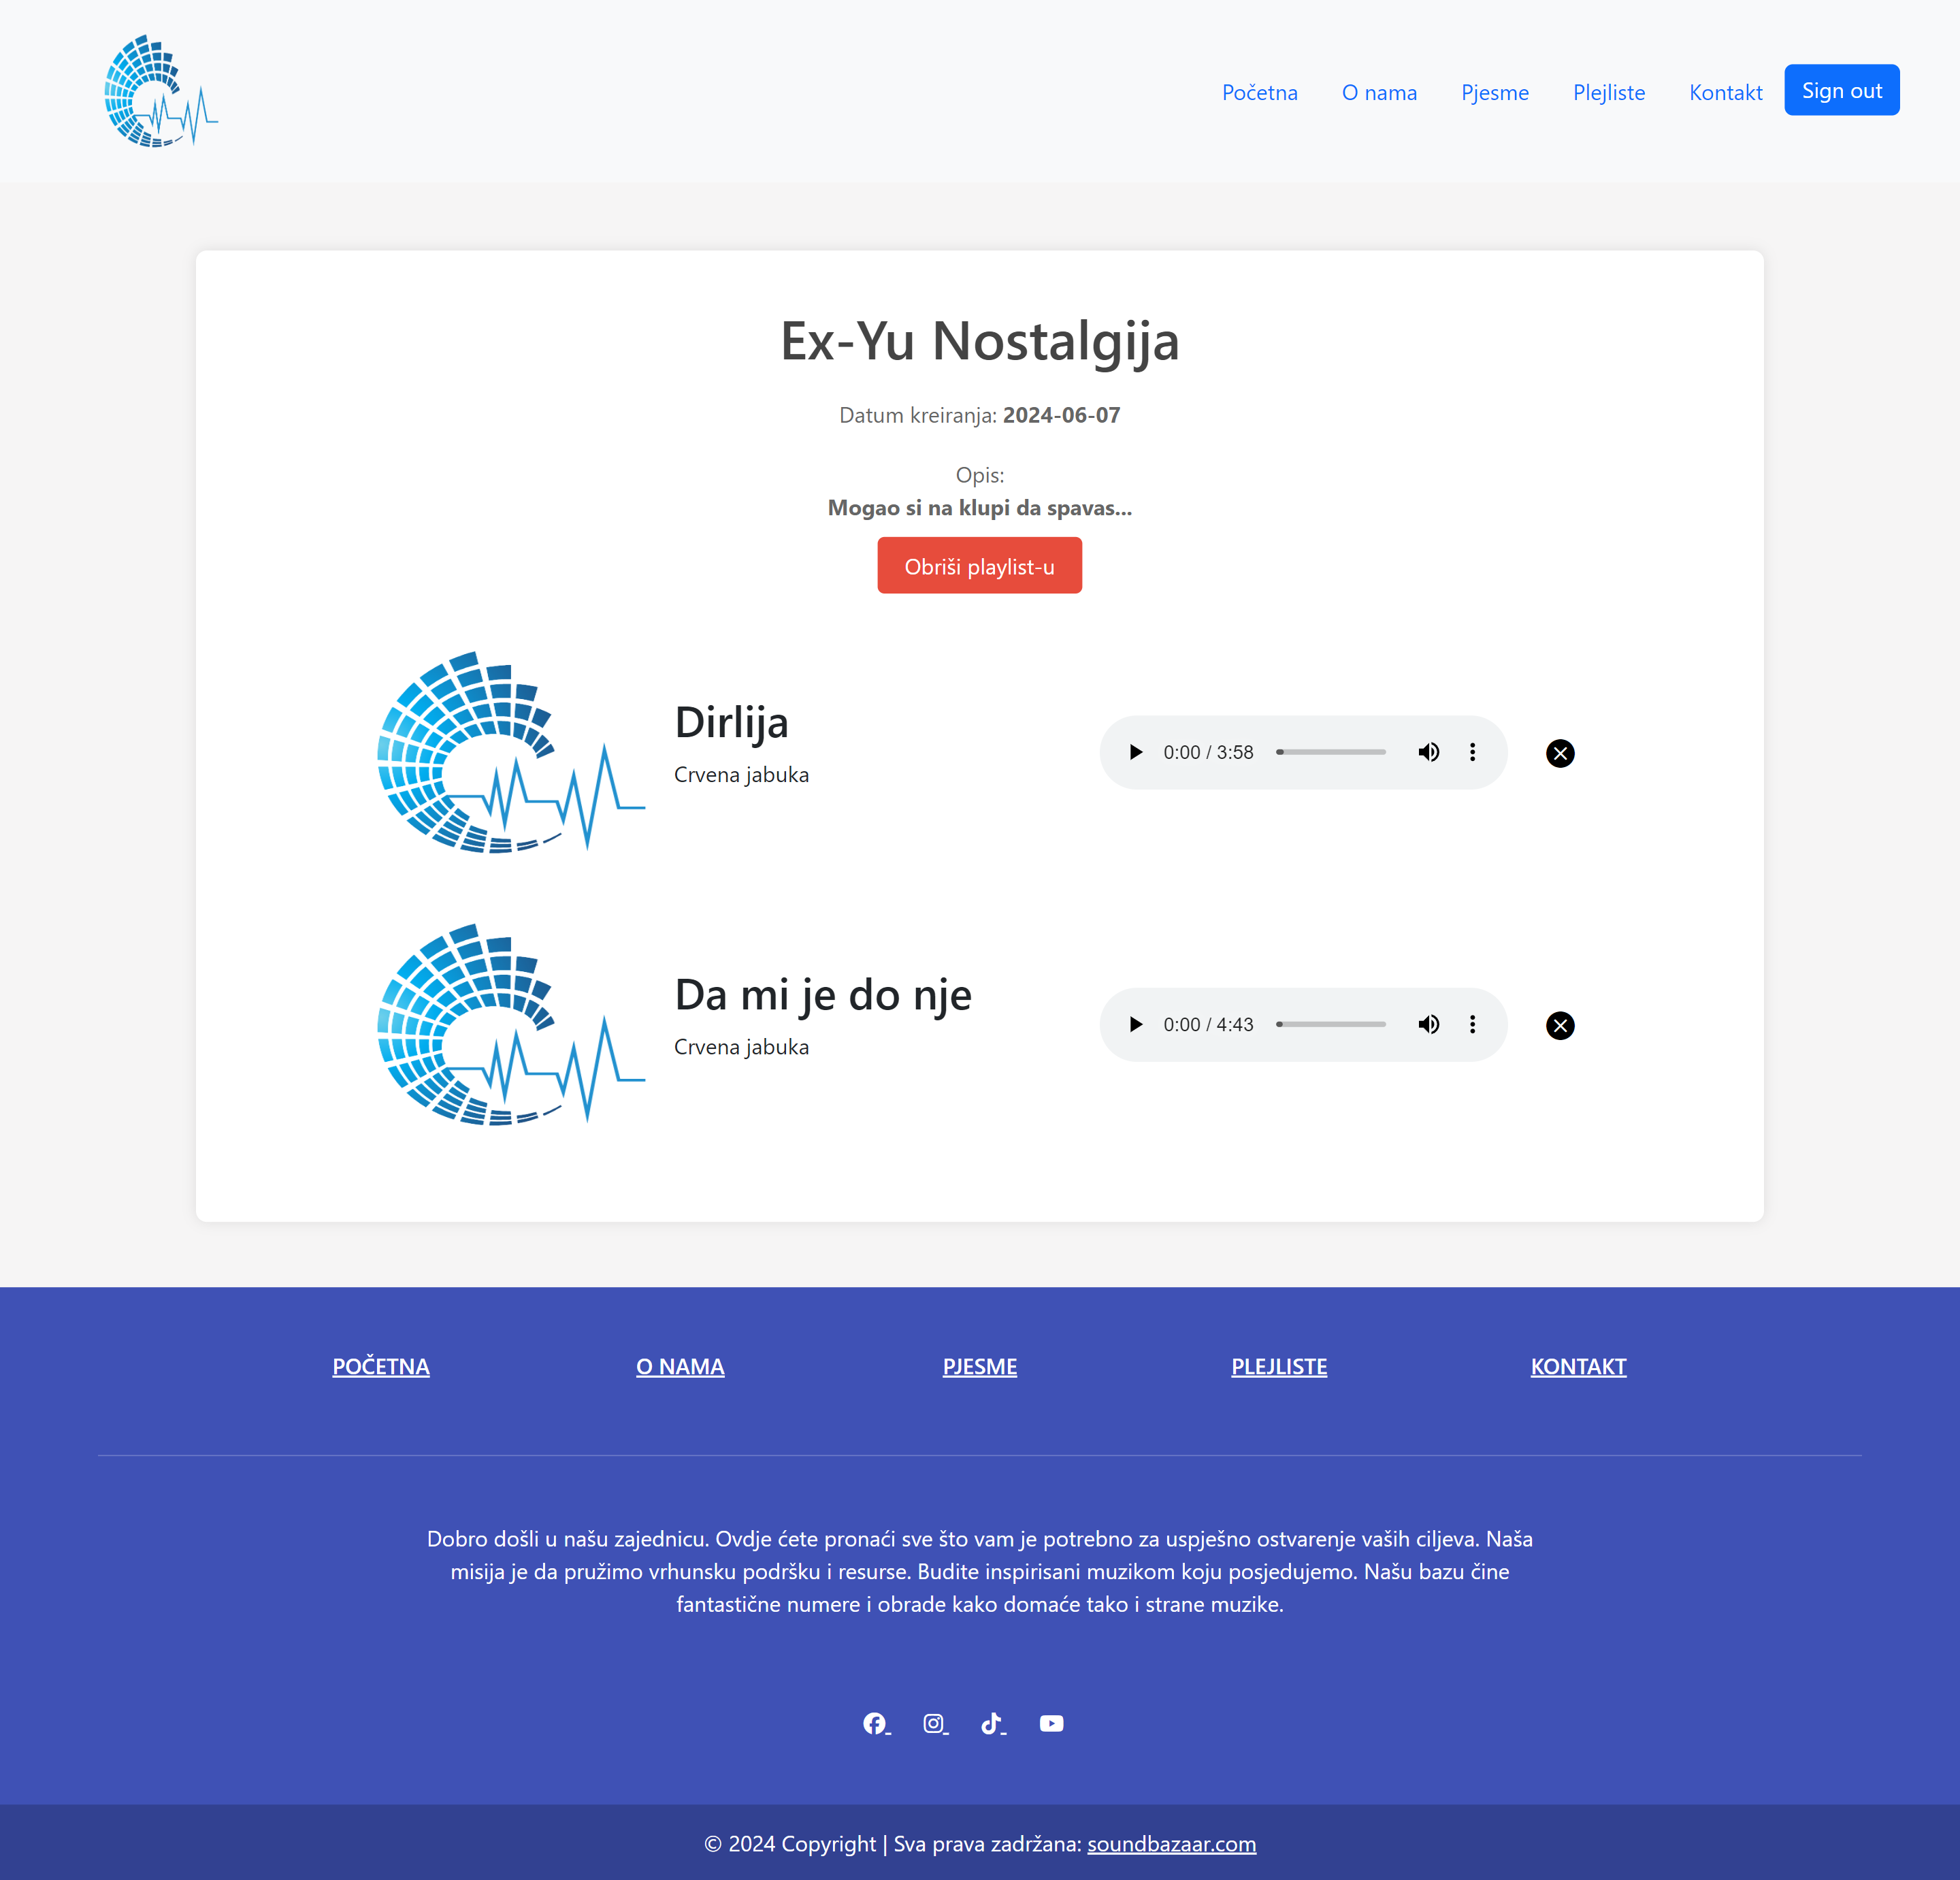 Početna O nama Pjesme Plejliste Kontakt Sign out
Ex-Yu Nostalgija
Datum kreiranja: 2024-06-07
Opis:
Mogao si na klupi da spavas...
Obriši playlist-u
Dirlija
Crvena jabuka
0:00 / 3:58
Da mi je do nje
Crvena jabuka
0:00 / 4:43
POČETNA O NAMA PJESME PLEJLISTE KONTAKT
Dobro došli u našu zajednicu. Ovdje ćete pronaći sve što vam je potrebno za uspješno ostvarenje vaših ciljeva. Naša
misija je da pružimo vrhunsku podršku i resurse. Budite inspirisani muzikom koju posjedujemo. Našu bazu čine
fantastične numere i obrade kako domaće tako i strane muzike.
© 2024 Copyright | Sva prava zadržana: soundbazaar.com